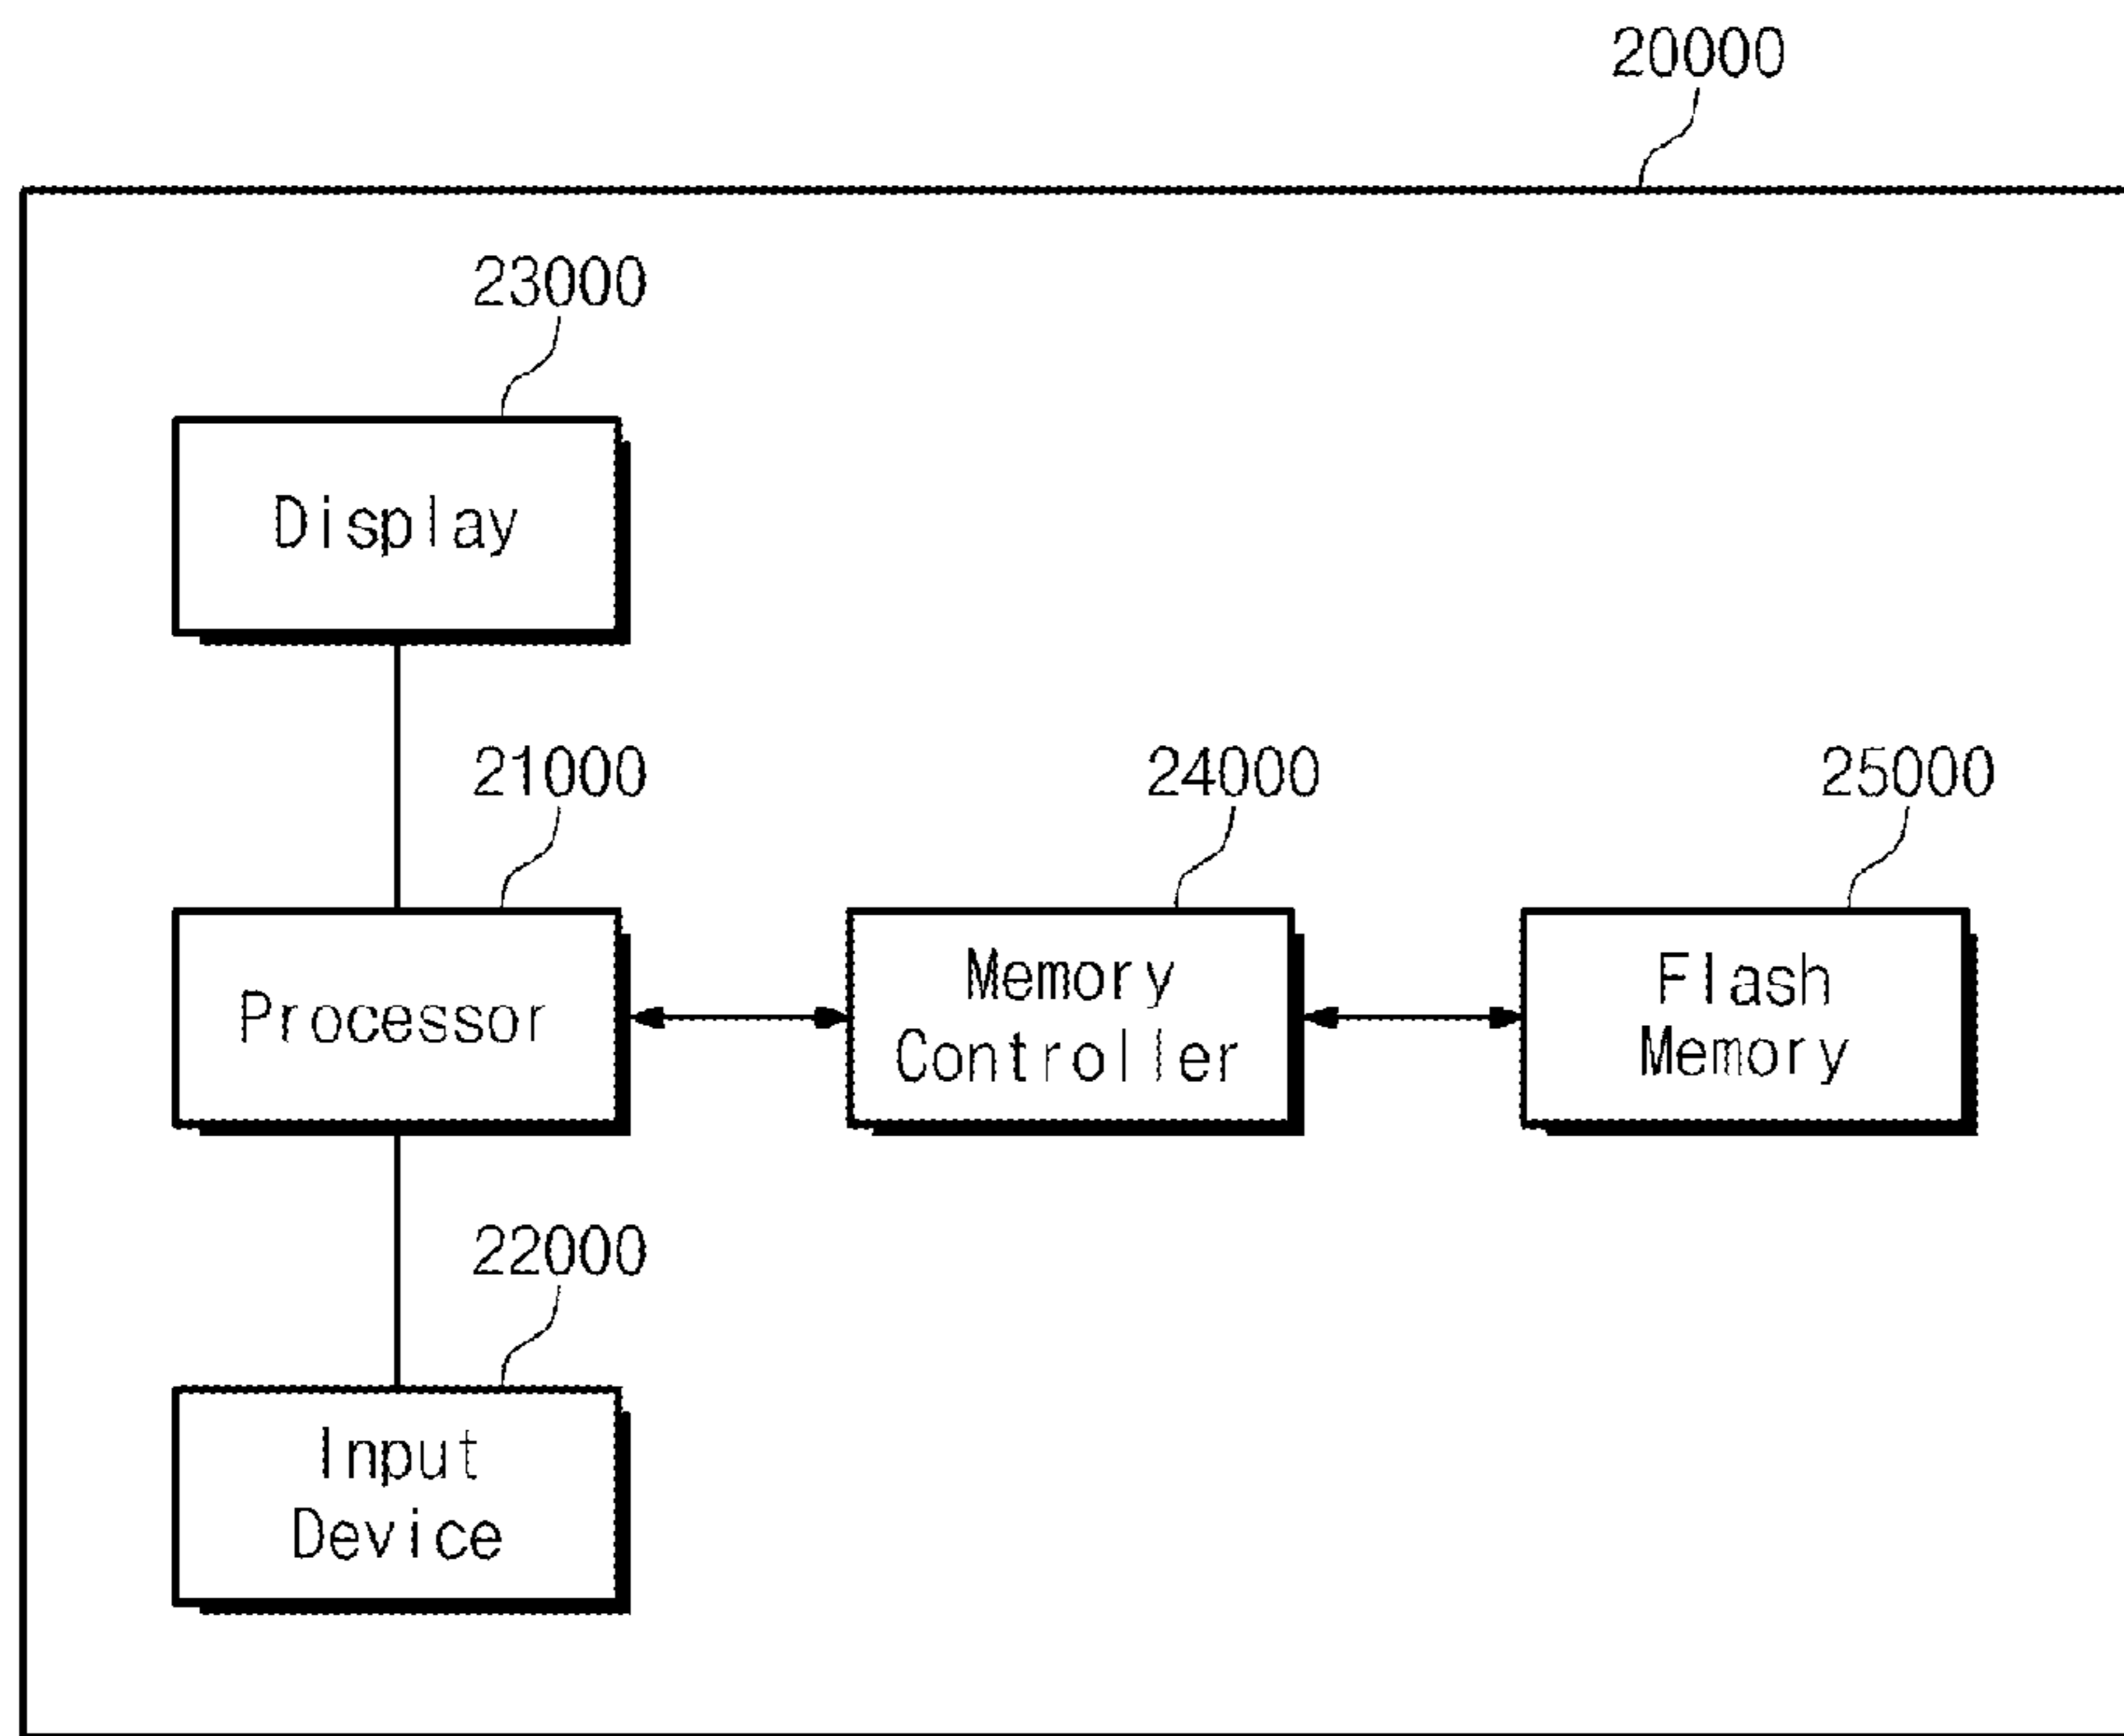 20000
23000
Display
21000
24000
25000
Processor
Memory
Controller
Flash
Memory
22000
Input
Device